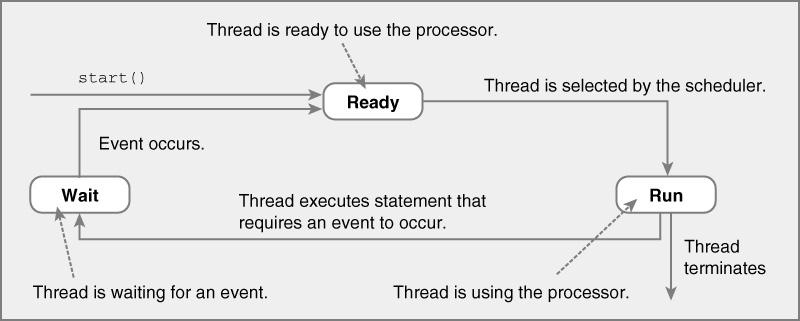 Thread is ready to use the processor.
start()
Ready
Thread is selected by the scheduler.
Event occurs.
Wait
Thread executes statement that
requires an event to occur.
Run
Thread
terminates
Thread is waiting for an event.
Thread is using the processor.